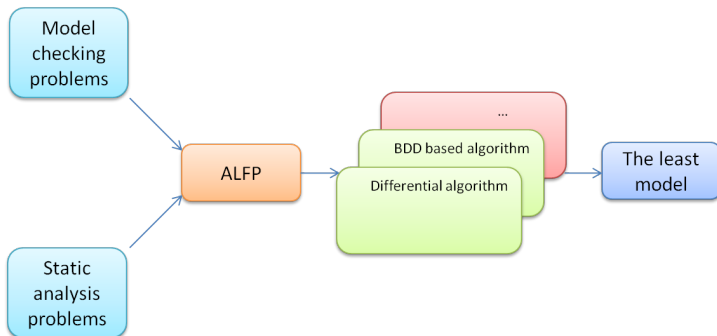 Model
checking
problems
ALFP
...
BDD based algorithm
Differential algorithm
The least
model
Static
analysis
problems